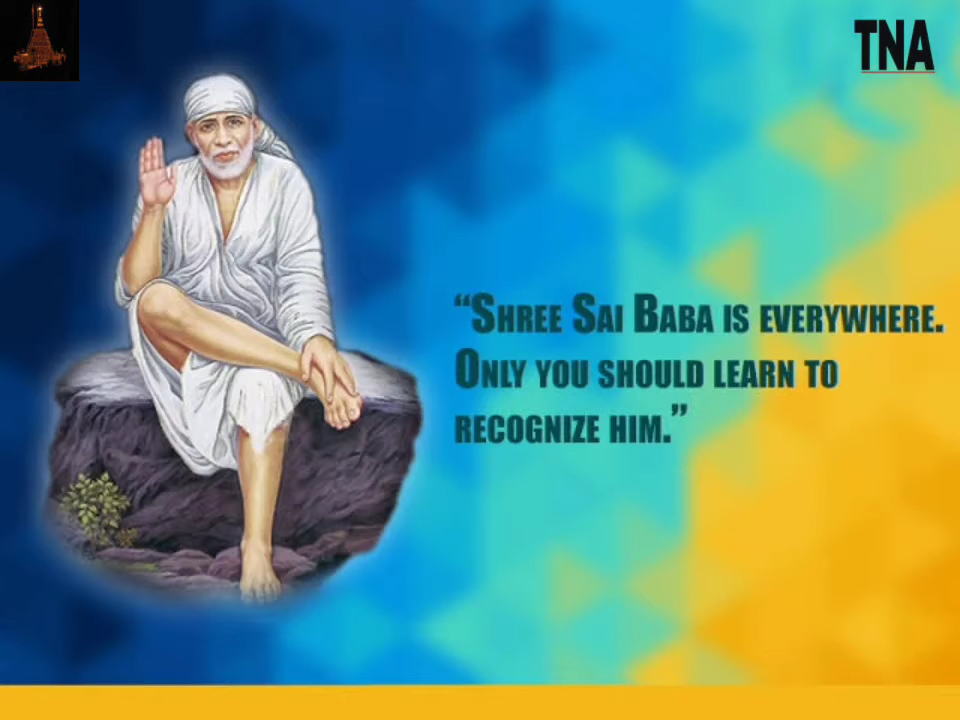 TNA
“SHREE SAI BABA IS EVERYWHERE.
ONLY YOU SHOULD LEARN TO
RECOGNIZE HIM.”